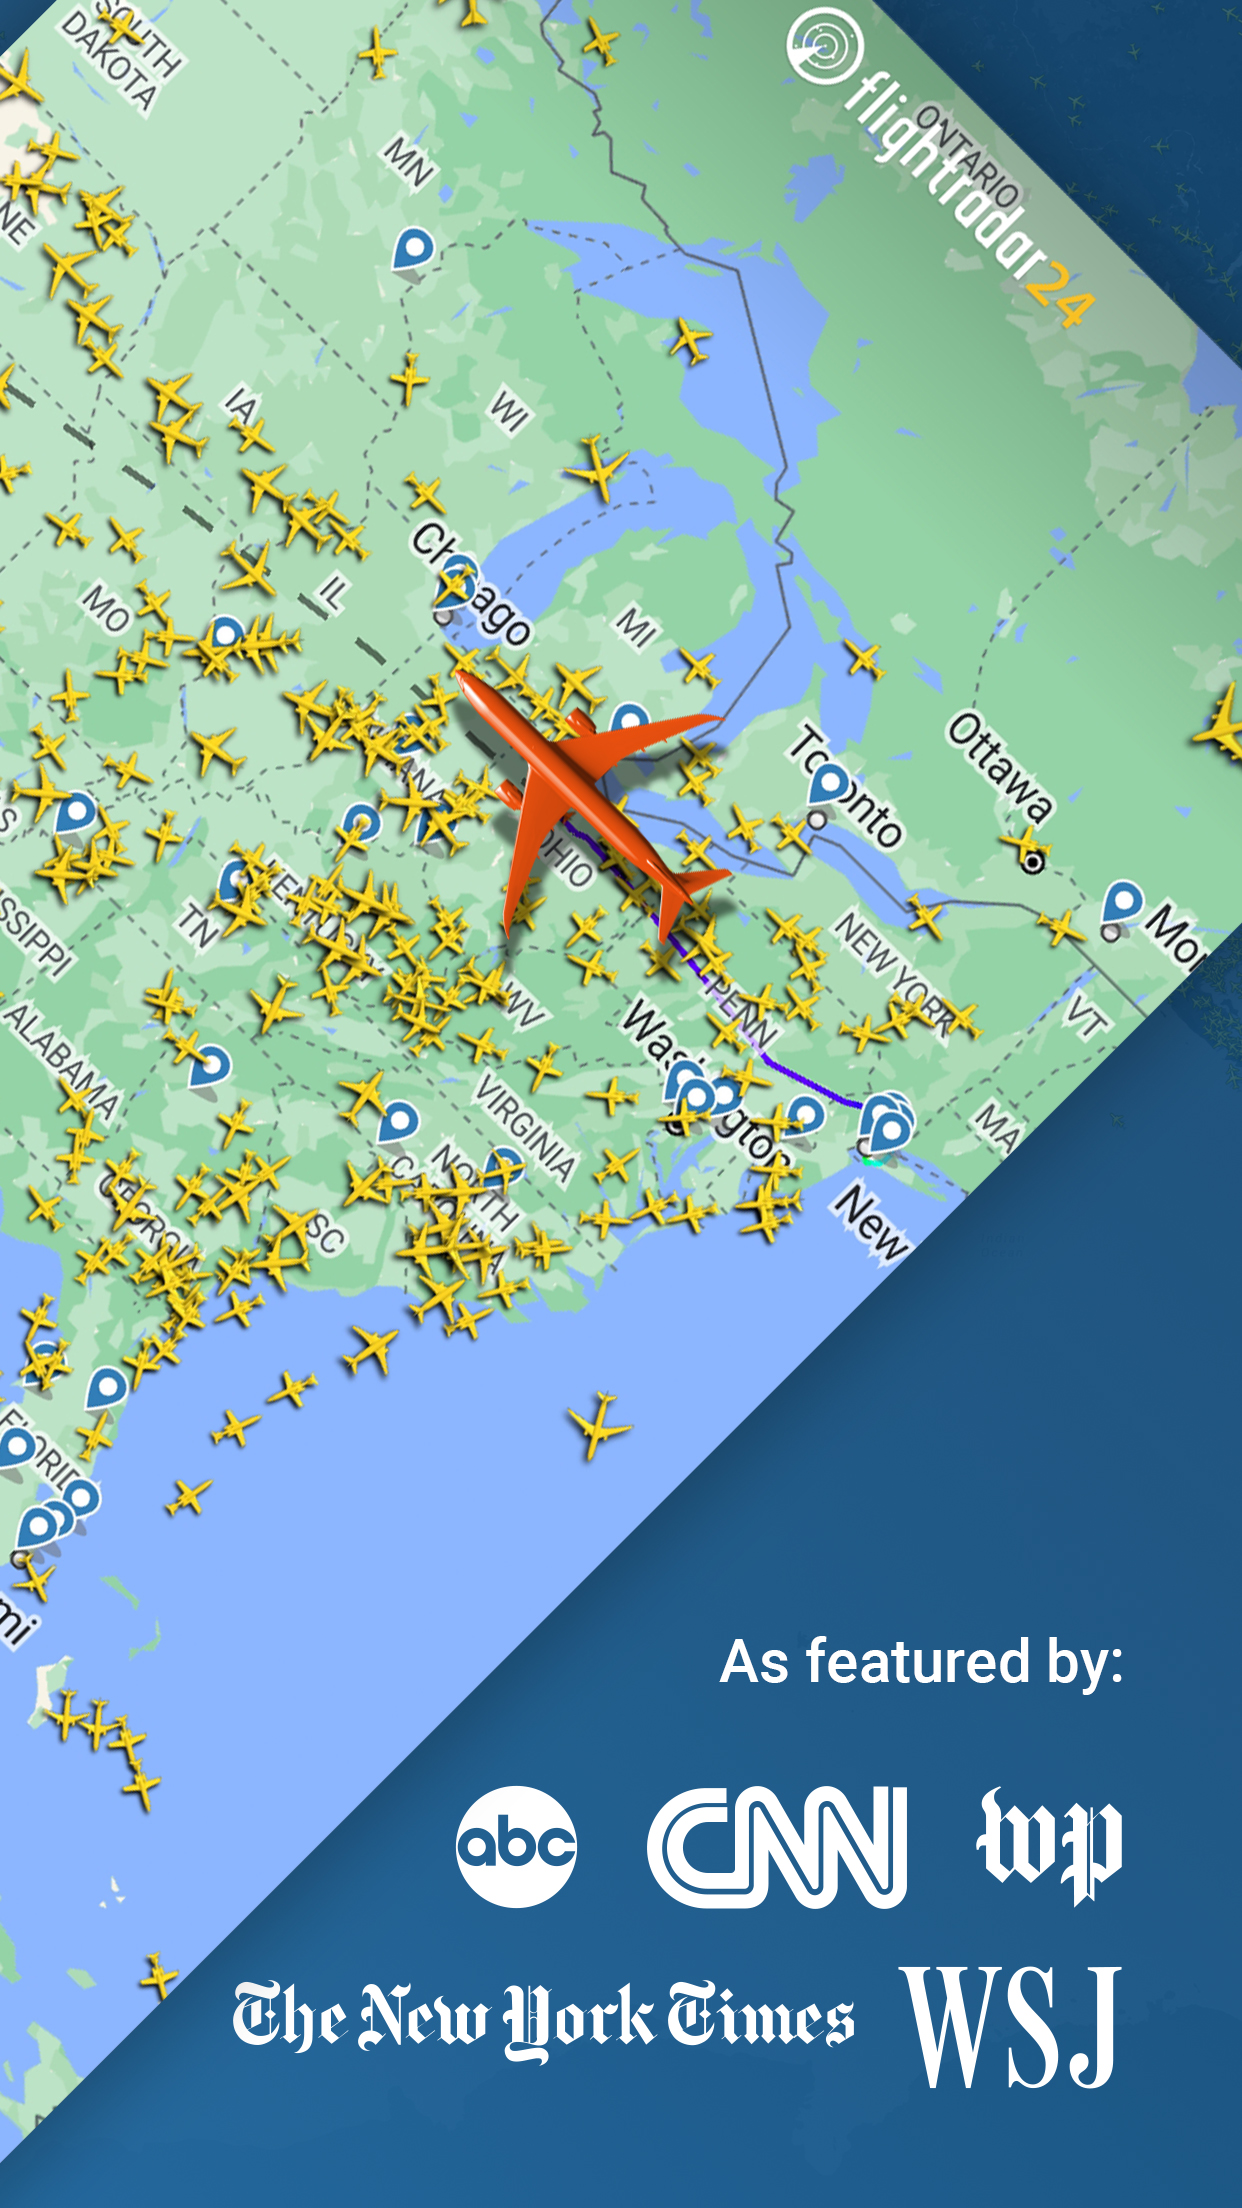 SOUTH
DAKOTA
flightradar24
ONTARIO
MN
NE
IA
WI
Chicago
IL
MO
MI
Toronto
Ottawa
OHIO
TN
NEW YORK
PENN
WV
VT
ALABAMA
VIRGINIA
MA
SC
New
As featured by:
abc CNN wp
The New York Times WSJ